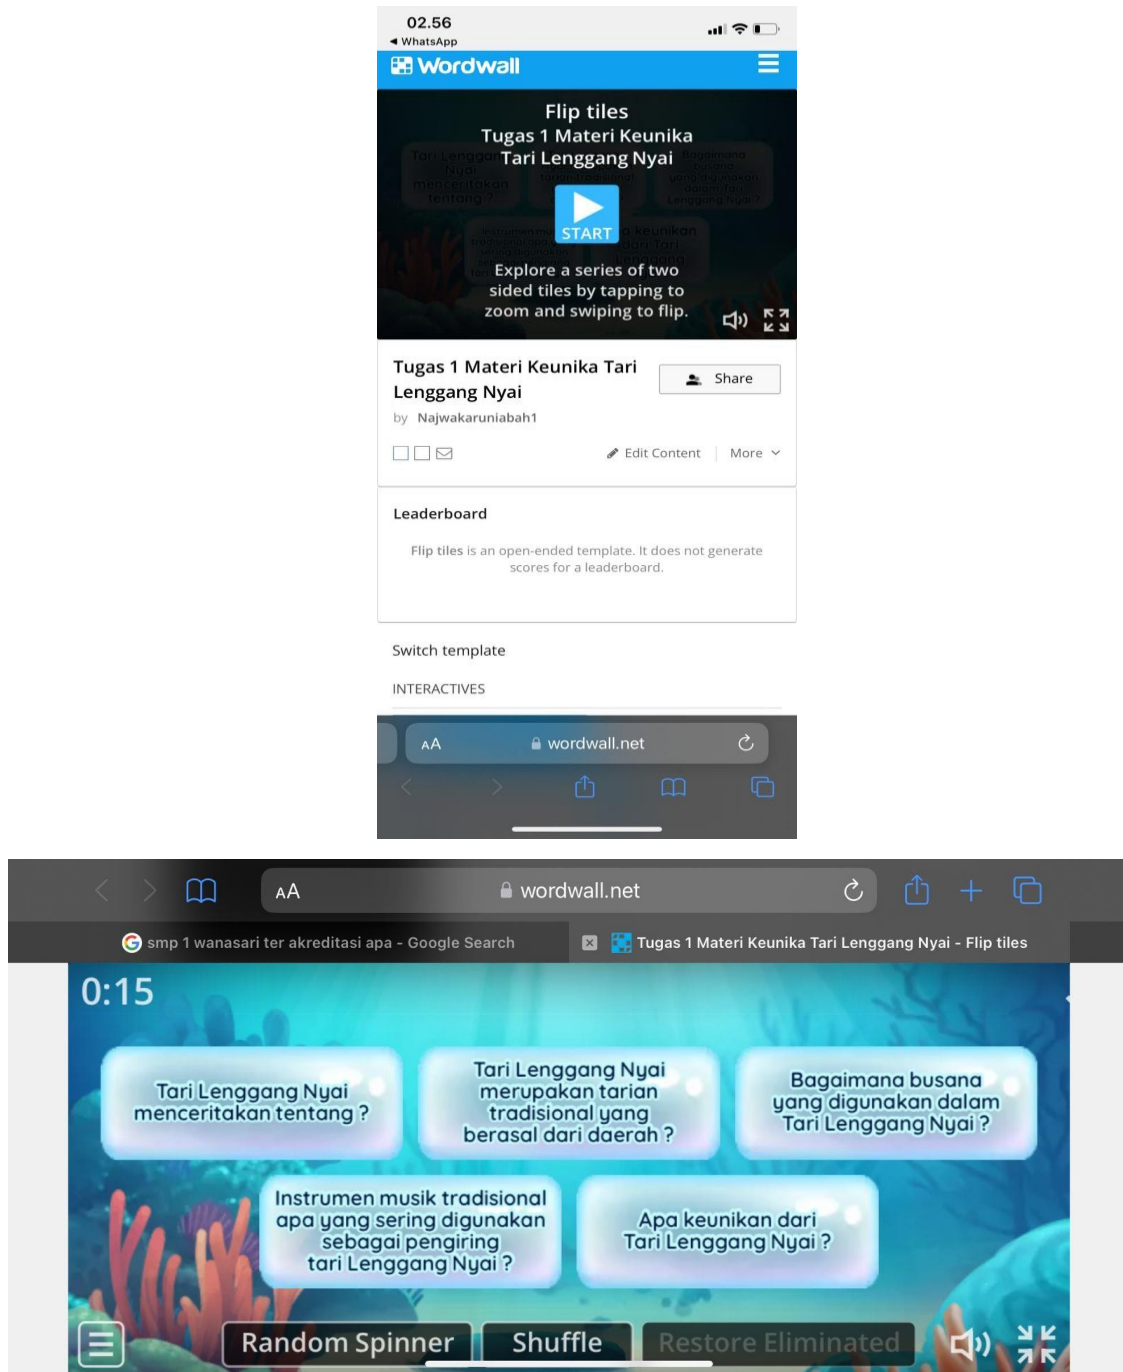 02.56
◄ WhatsApp
Wordwall
Flip tiles
Tugas 1 Materi Keunika
Tari Lenggang Nyai
START
Explore a series of two
sided tiles by tapping to
zoom and swiping to flip.
Tugas 1 Materi Keunika Tari
Lenggang Nyai
Share
by Najwakaruniabah1
Edit Content
More
Leaderboard
Flip tiles is an open-ended template. It does not generate
scores for a leaderboard.
Switch template
INTERACTIVES
AA
wordwall.net
AA
wordwall.net
smp 1 wanasari ter akreditasi apa - Google Search
Tugas 1 Materi Keunika Tari Lenggang Nyai - Flip tiles
0:15
Tari Lenggang Nyai
menceritakan tentang ?
Tari Lenggang Nyai
merupakan tarian
tradisional yang
berasal dari daerah ?
Bagaimana busana
yang digunakan dalam
Tari Lenggang Nyai ?
Instrumen musik tradisional
apa yang sering digunakan
sebagai pengiring
tari Lenggang Nyai ?
Apa keunikan dari
Tari Lenggang Nyai ?
Random Spinner
Shuffle
Restore Eliminated